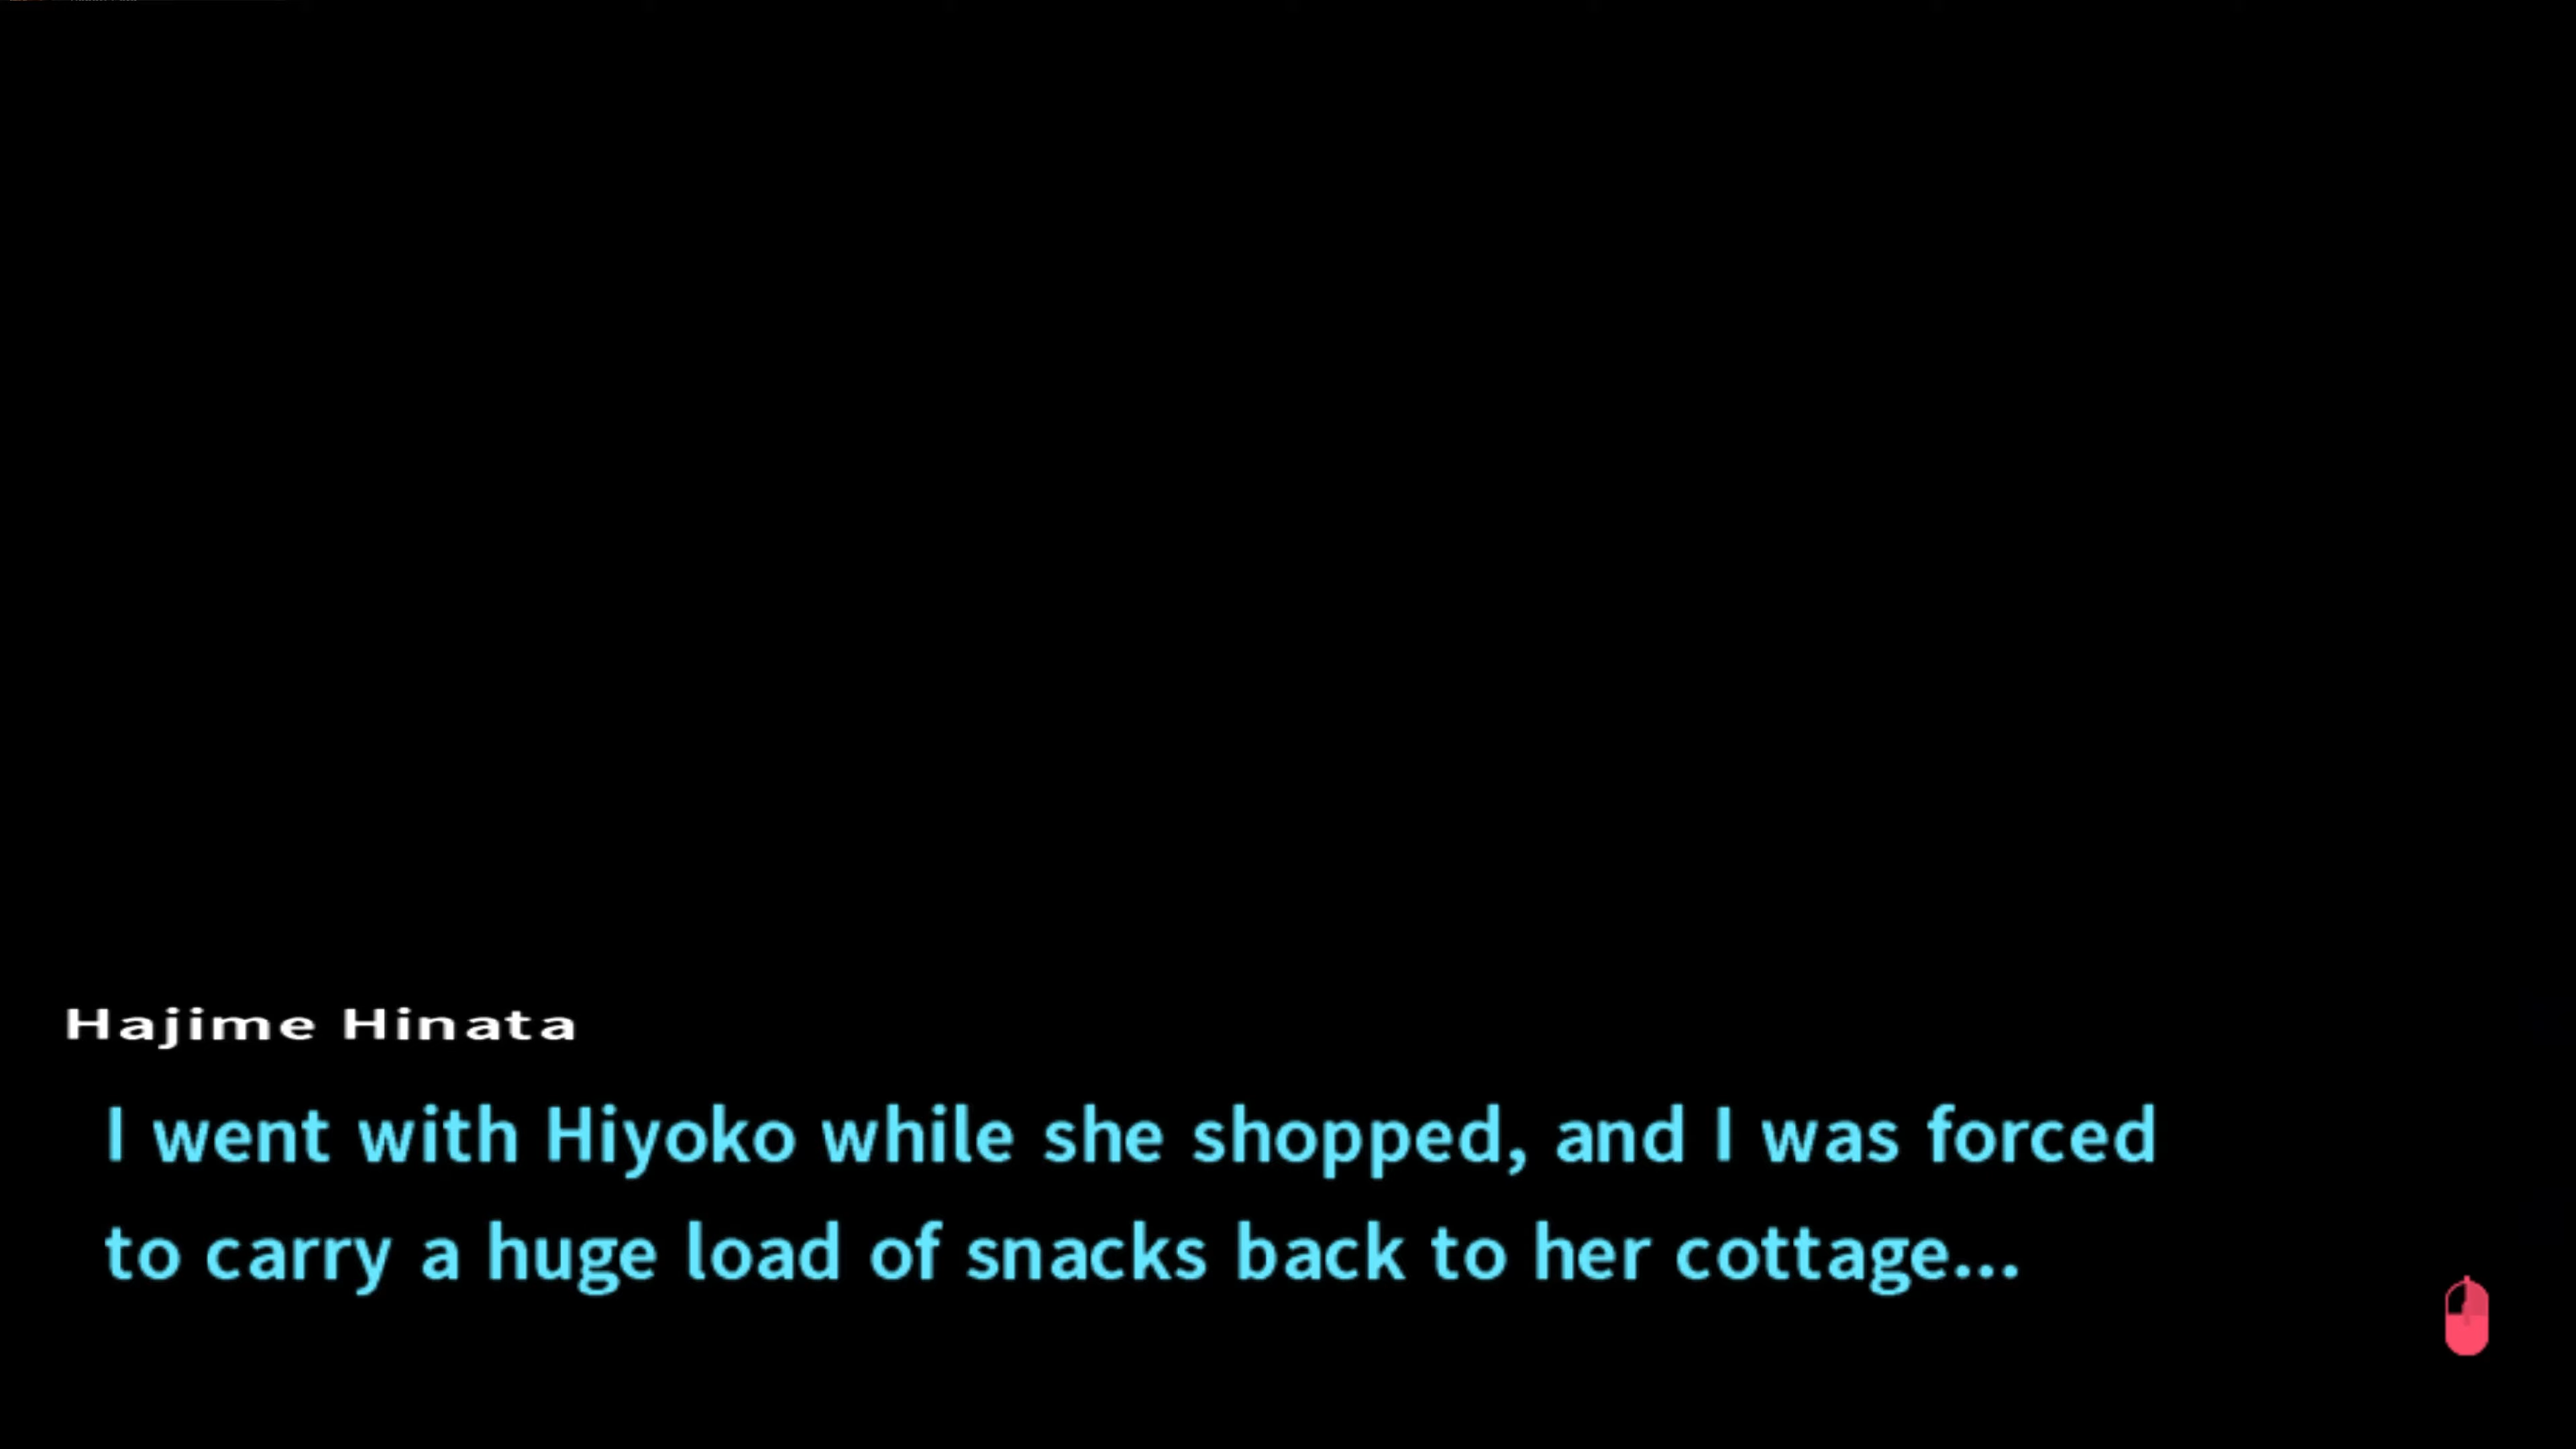 Hajime Hinata
I went with Hiyoko while she shopped, and I was forced
to carry a huge load of snacks back to her cottage...